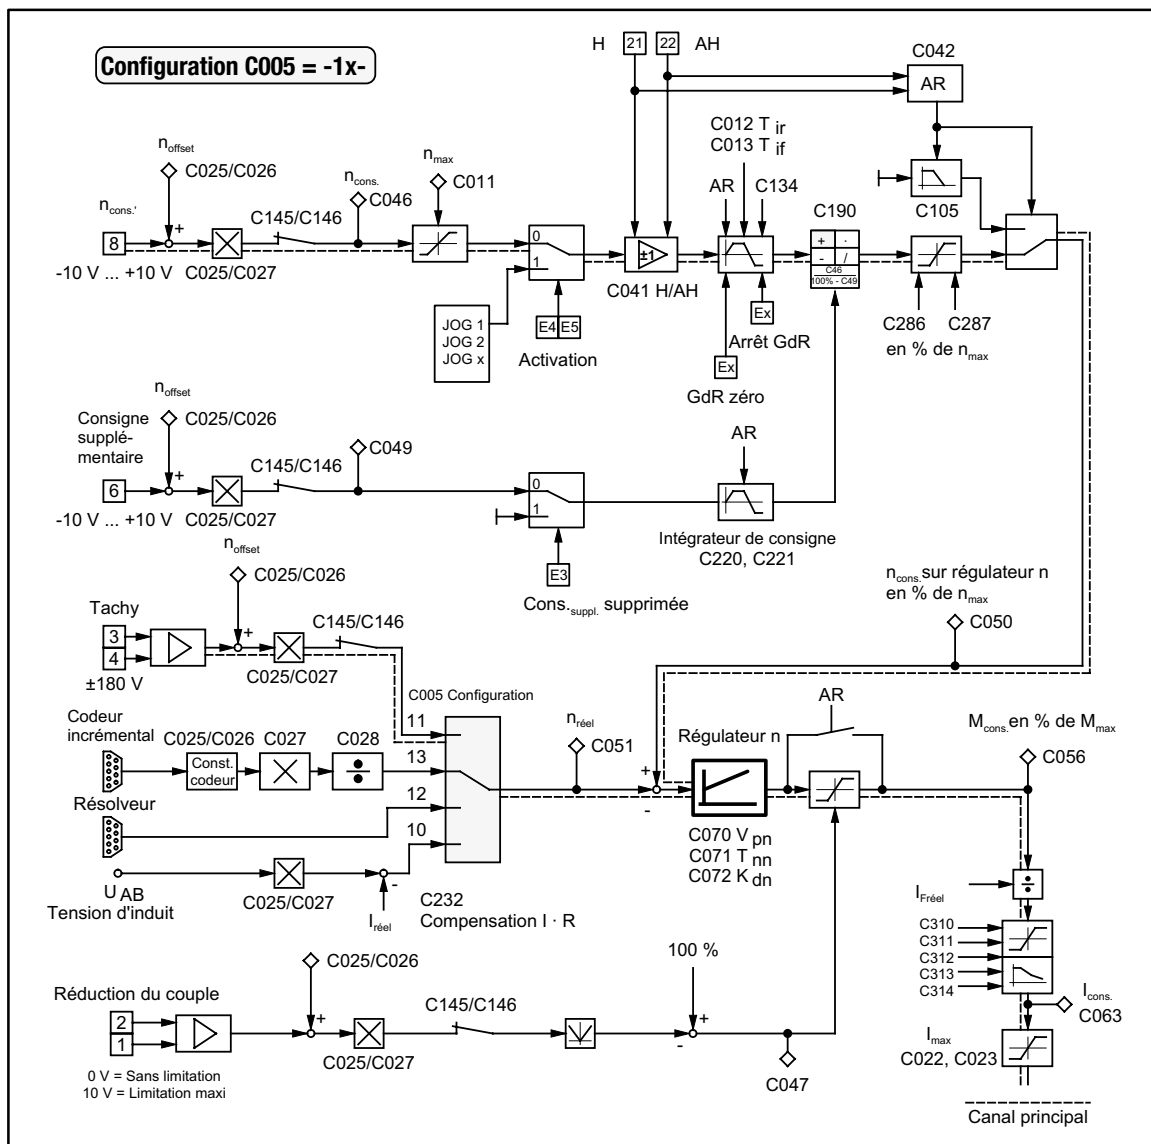 Configuration C005 = -1x-
H 21 22 AH
C042
AR
n offset
C025/C026
n cons.'
8
+
-10 V ... +10 V
C025/C027
C145/C146
n cons.
C046
n max
C011
0
1
JOG 1
JOG 2
JOG x
E4 E5
Activation
±1
C041 H/AH
C012 T ir
C013 T if
AR
C134
Ex
Arrêt GdR
Ex
GdR zéro
C190
+ ·
- /
C46
100% - C49
C105
C286
C287
en % de n max
n offset
C025/C026
Consigne
supplé-
mentaire
6
+
-10 V ... +10 V
C025/C027
C145/C146
C049
0
1
E3
Cons. suppl. supprimée
AR
Intégrateur de consigne
C220, C221
n offset
C025/C026
Tachy
3
4
±180 V
+
C025/C027
C145/C146
n cons. sur régulateur n
en % de n max
C050
C005 Configuration
11
13
12
10
Codeur
incrémental
C025/C026
Const.
codeur
C027
C028
÷
Résolveur
U AB
Tension d'induit
C025/C027
-
I réel
C232
Compensation I · R
n réel
C051
+
-
Régulateur n
C070 V pn
C071 T nn
C072 K dn
AR
M cons. en % de M max
C056
I Fréel
÷
C310
C311
C312
C313
C314
I cons.
C063
I max
C022, C023
Canal principal
C025/C026
Réduction du couple
2
1
+
C025/C027
C145/C146
100 %
+
-
C047
0 V = Sans limitation
10 V = Limitation maxi